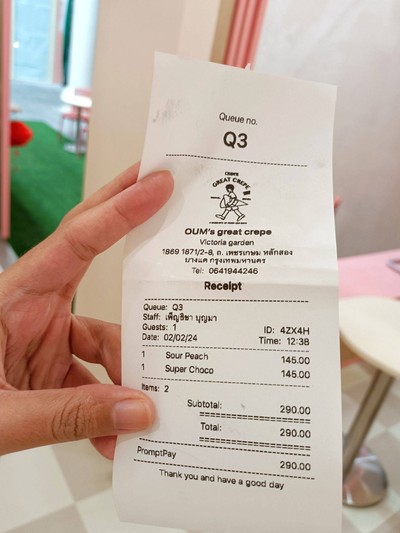 Queue no.
Q3
GREAT CREPE
OUM's great crepe
Victoria garden
1869 1871/2-8, ถ. เพชรเกษม หลักสอง
บางแค กรุงเทพมหานคร
Tel: 0641944246
Receipt
Queue: Q3
Staff: เพ็ญธิชา บุญมา
Guests: 1 ID: 4ZX4H
Date: 02/02/24 Time: 12:38
1 Sour Peach 145.00
1 Super Choco 145.00
Items: 2
Subtotal: 290.00
Total: 290.00
PromptPay 290.00
Thank you and have a good day